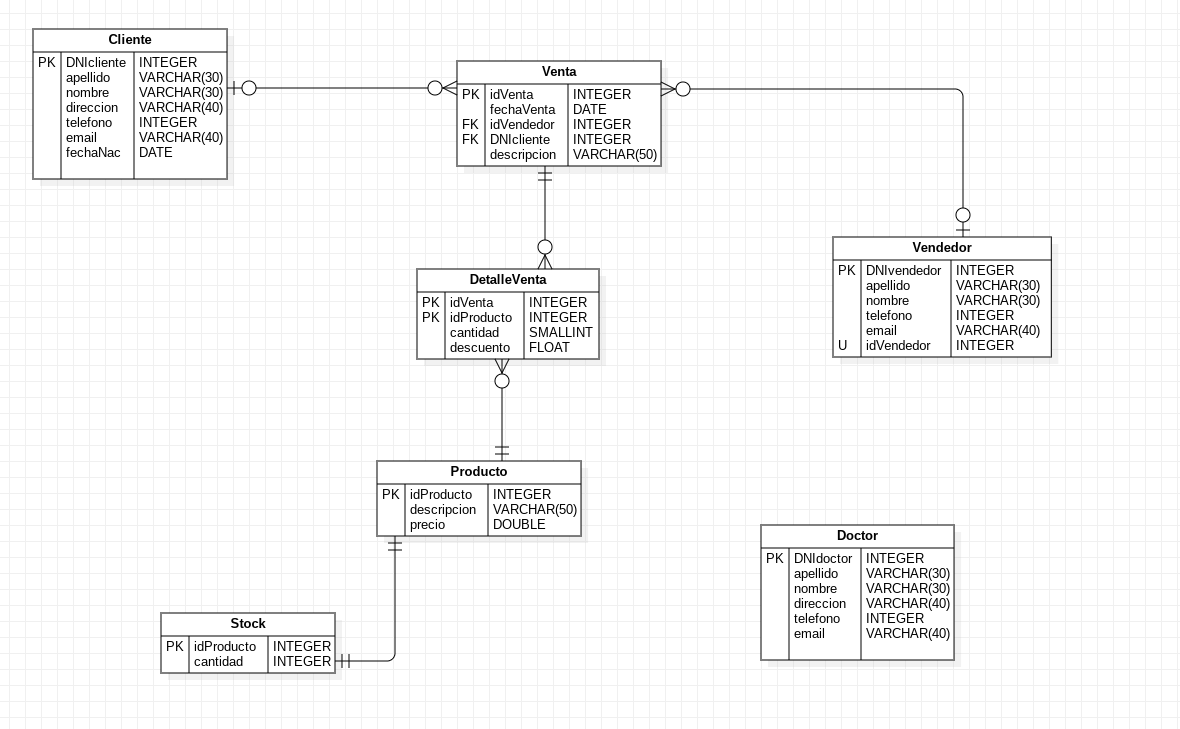 Cliente
PK DNIcliente INTEGER
apellido VARCHAR(30)
nombre VARCHAR(30)
direccion VARCHAR(40)
telefono INTEGER
email VARCHAR(40)
fechaNac DATE
Venta
PK idVenta INTEGER
fechaVenta DATE
FK idVendedor INTEGER
FK DNIcliente INTEGER
descripcion VARCHAR(50)
Vendedor
PK DNIvendedor INTEGER
apellido VARCHAR(30)
nombre VARCHAR(30)
telefono INTEGER
email VARCHAR(40)
U idVendedor INTEGER
DetalleVenta
PK idVenta INTEGER
PK idProducto INTEGER
cantidad SMALLINT
descuento FLOAT
Producto
PK idProducto INTEGER
descripcion VARCHAR(50)
precio DOUBLE
Doctor
PK DNIdoctor INTEGER
apellido VARCHAR(30)
nombre VARCHAR(30)
direccion VARCHAR(40)
telefono INTEGER
email VARCHAR(40)
Stock
PK idProducto INTEGER
cantidad INTEGER